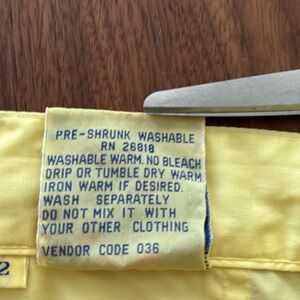 PRE-SHRUNK WASHABLE
RN 26818
WASHABLE WARM. NO BLEACH
DRIP OR TUMBLE DRY WARM
IRON WARM IF DESIRED.
WASH SEPARATELY
DO NOT MIX IT WITH
YOUR OTHER CLOTHING
VENDOR CODE 036
2